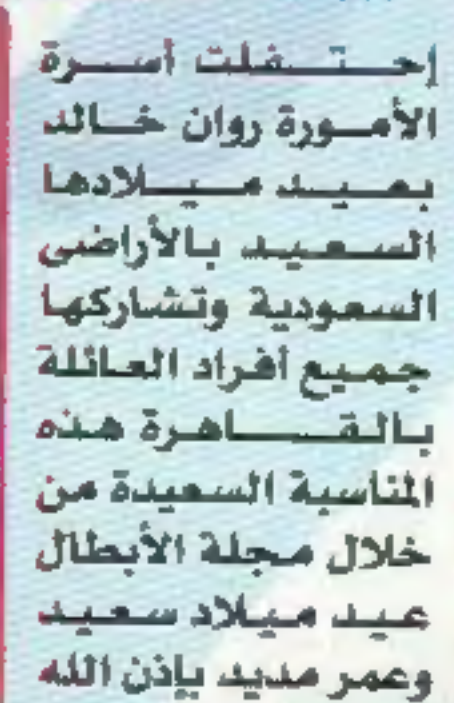 إحتفلت أسرة
الأمورة روان خالد
بعيد ميلادها
السعيد بالأراضى
السعودية وتشاركها
جميع أفراد العائلة
بالقاهرة هذه
المناسبة السعيدة من
خلال مجلة الأبطال
عيد ميلاد سعيد
وعمر مديد بإذن الله